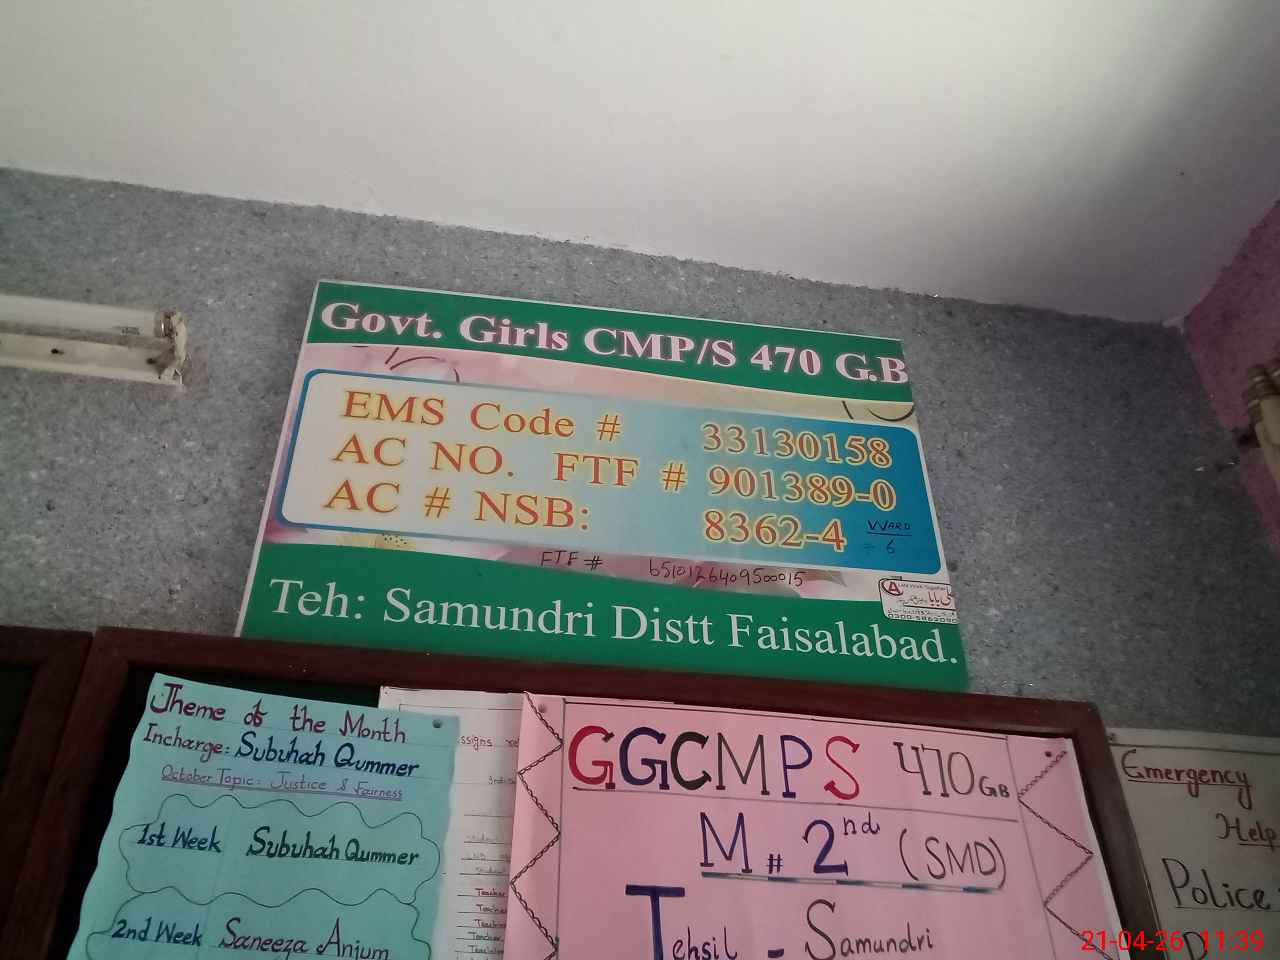 Govt. Girls CMP/S 470 G.B
EMS Code # 33130158
AC NO. FTF # 901389-0
AC # NSB: 8362-4
WARD
6
FTF # 6510126409500015
Teh: Samundri Distt Faisalabad.
Theme of the Month
Incharge: Subuhah Qummer
October Topic: Justice & Fairness
1st Week Subuhah Qummer
2nd Week Saneeza Anjum
GGCMPS 470 GB
M # 2nd (SMD)
Tehsil - Samundri
Emergency
Help
Police
21-04-26 11:39